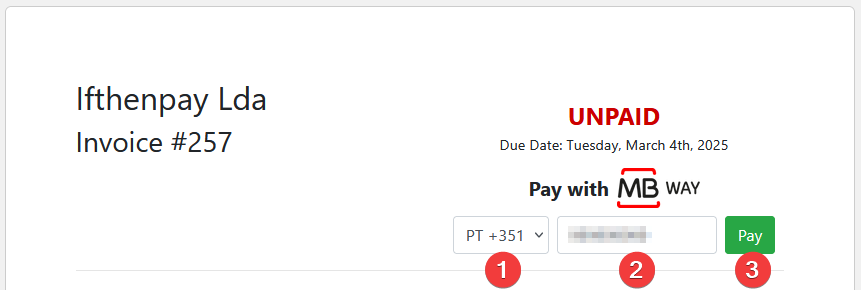 Ifthenpay Lda
Invoice #257
UNPAID
Due Date: Tuesday, March 4th, 2025
Pay with MB WAY
PT +351 Pay
1 2 3